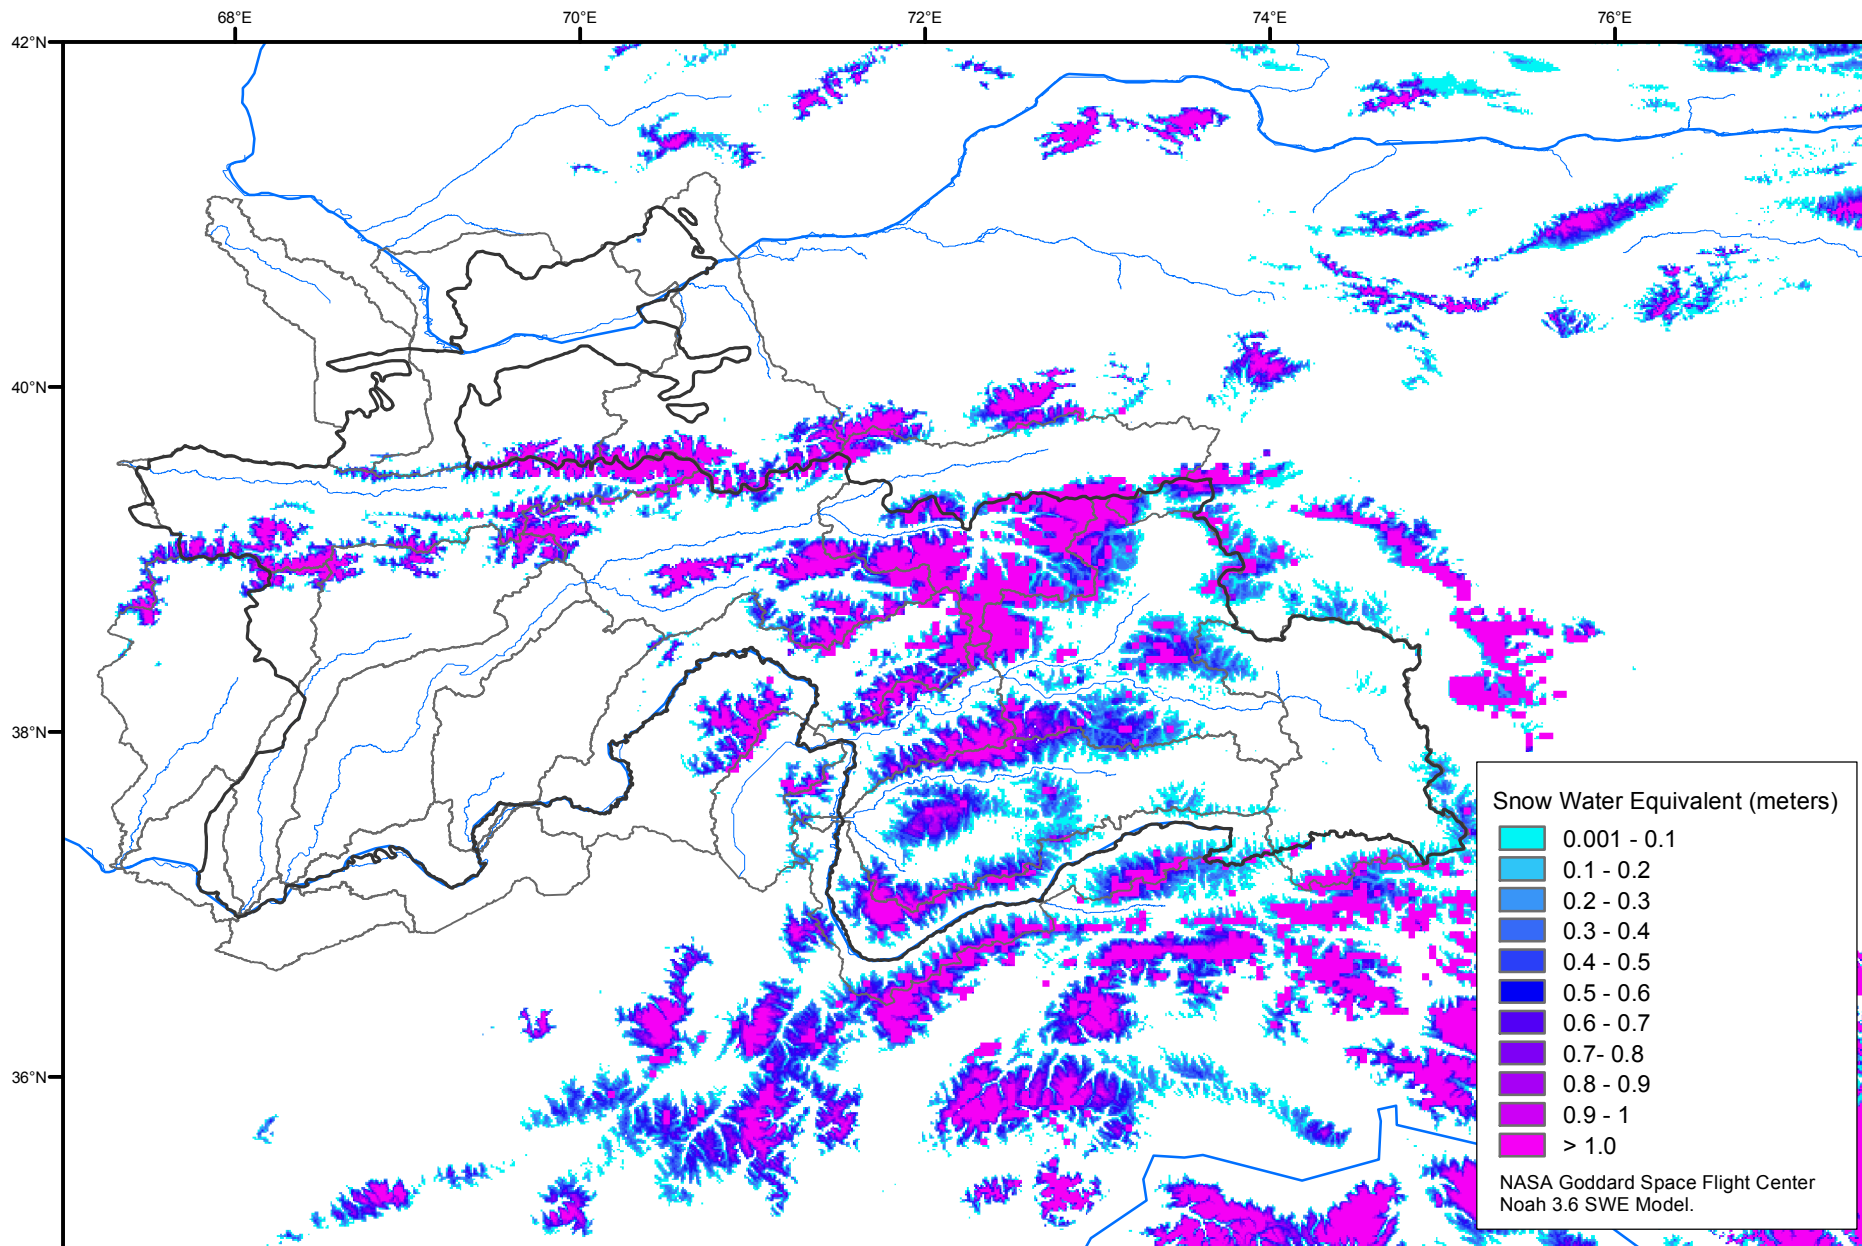 68°E
70°E
72°E
74°E
76°E
42°N
40°N
38°N
36°N
Snow Water Equivalent (meters)
0.001 - 0.1
0.1 - 0.2
0.2 - 0.3
0.3 - 0.4
0.4 - 0.5
0.5 - 0.6
0.6 - 0.7
0.7- 0.8
0.8 - 0.9
0.9 - 1
> 1.0
NASA Goddard Space Flight Center
Noah 3.6 SWE Model.